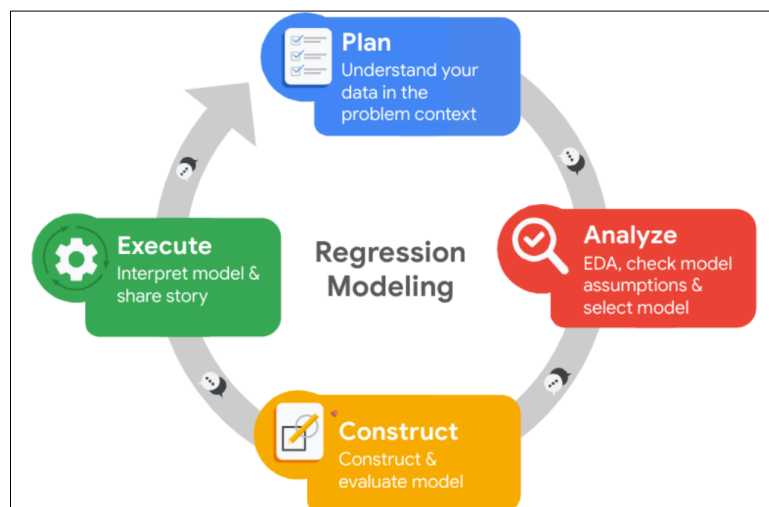 Plan
Understand your
data in the
problem context
Analyze
EDA, check model
assumptions &
select model
Regression
Modeling
Execute
Interpret model &
share story
Construct
Construct &
evaluate model